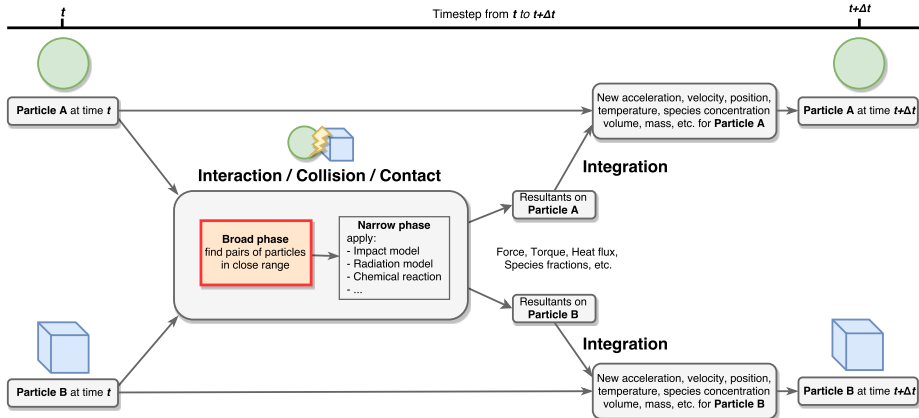 t
Timestep from t to t+Δt
t+Δt
Particle A at time t
New acceleration, velocity, position,
temperature, species concentration
volume, mass, etc. for Particle A
Particle A at time t+Δt
Interaction / Collision / Contact
Integration
Resultants on
Particle A
Broad phase
find pairs of particles
in close range
Narrow phase
apply:
- Impact model
- Radiation model
- Chemical reaction
- ...
Force, Torque, Heat flux,
Species fractions, etc.
Resultants on
Particle B
Integration
Particle B at time t
New acceleration, velocity, position,
temperature, species concentration
volume, mass, etc. for Particle B
Particle B at time t+Δt